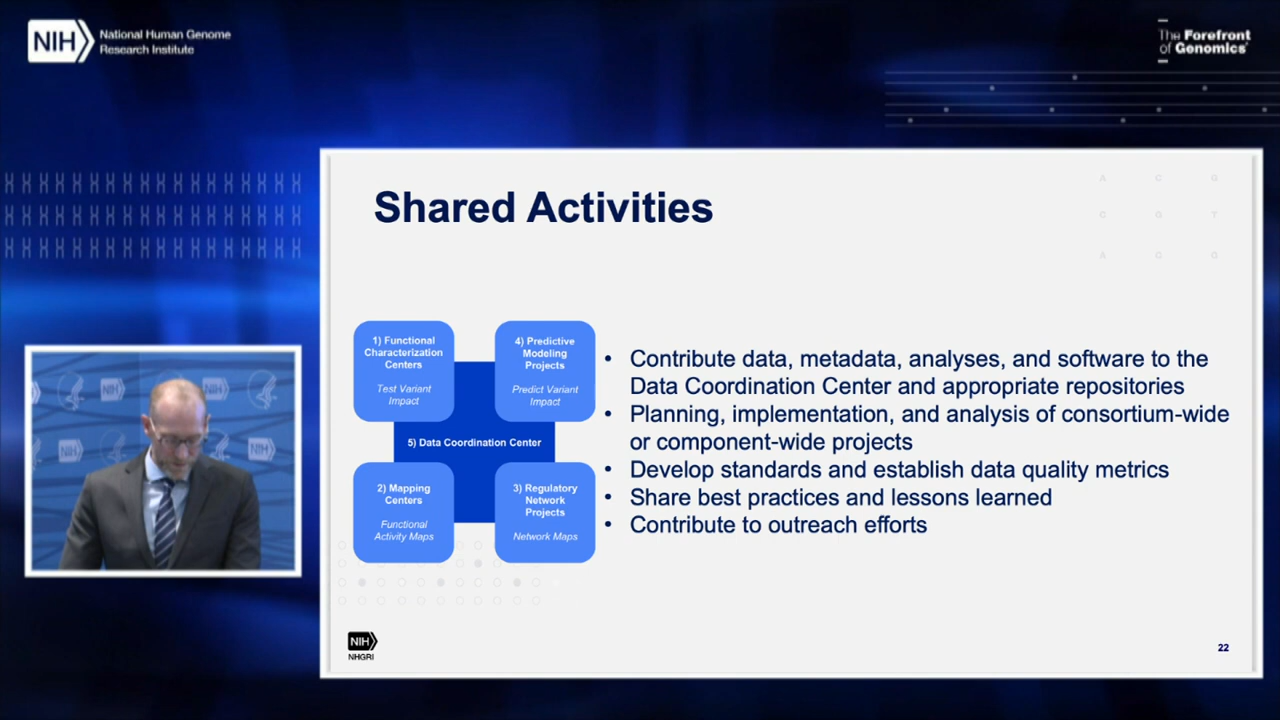 NIH
National Human Genome
Research Institute
The Forefront
of Genomics®
Shared Activities
A C G
C G T
A G G
1) Functional
Characterization
Centers
Test Variant
Impact
4) Predictive
Modeling
Projects
Predict Variant
Impact
5) Data Coordination Center
2) Mapping
Centers
Functional
Activity Maps
3) Regulatory
Network
Projects
Network Maps
• Contribute data, metadata, analyses, and software to the
Data Coordination Center and appropriate repositories
• Planning, implementation, and analysis of consortium-wide
or component-wide projects
• Develop standards and establish data quality metrics
• Share best practices and lessons learned
• Contribute to outreach efforts
NIH
NHGRI
22
NIH
NIH
NIH